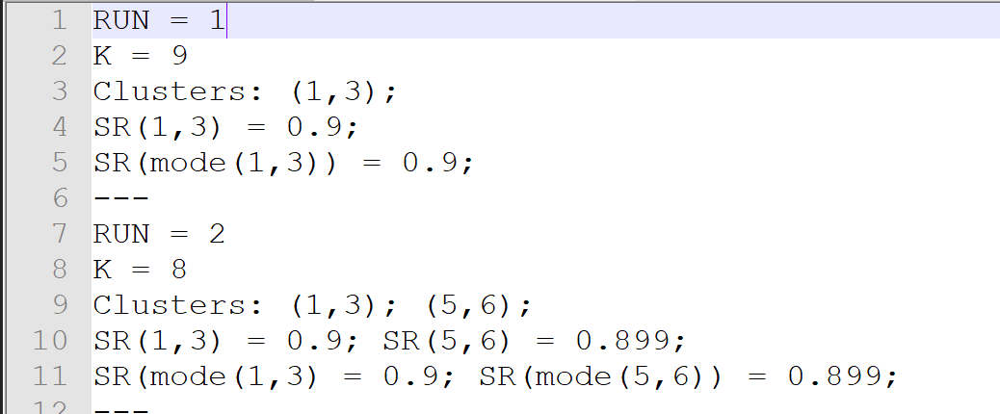 1 RUN = 1
2 K = 9
3 Clusters: (1,3);
4 SR(1,3) = 0.9;
5 SR(mode(1,3)) = 0.9;
6 ---
7 RUN = 2
8 K = 8
9 Clusters: (1,3); (5,6);
10 SR(1,3) = 0.9; SR(5,6) = 0.899;
11 SR(mode(1,3) = 0.9; SR(mode(5,6)) = 0.899;
12 ---